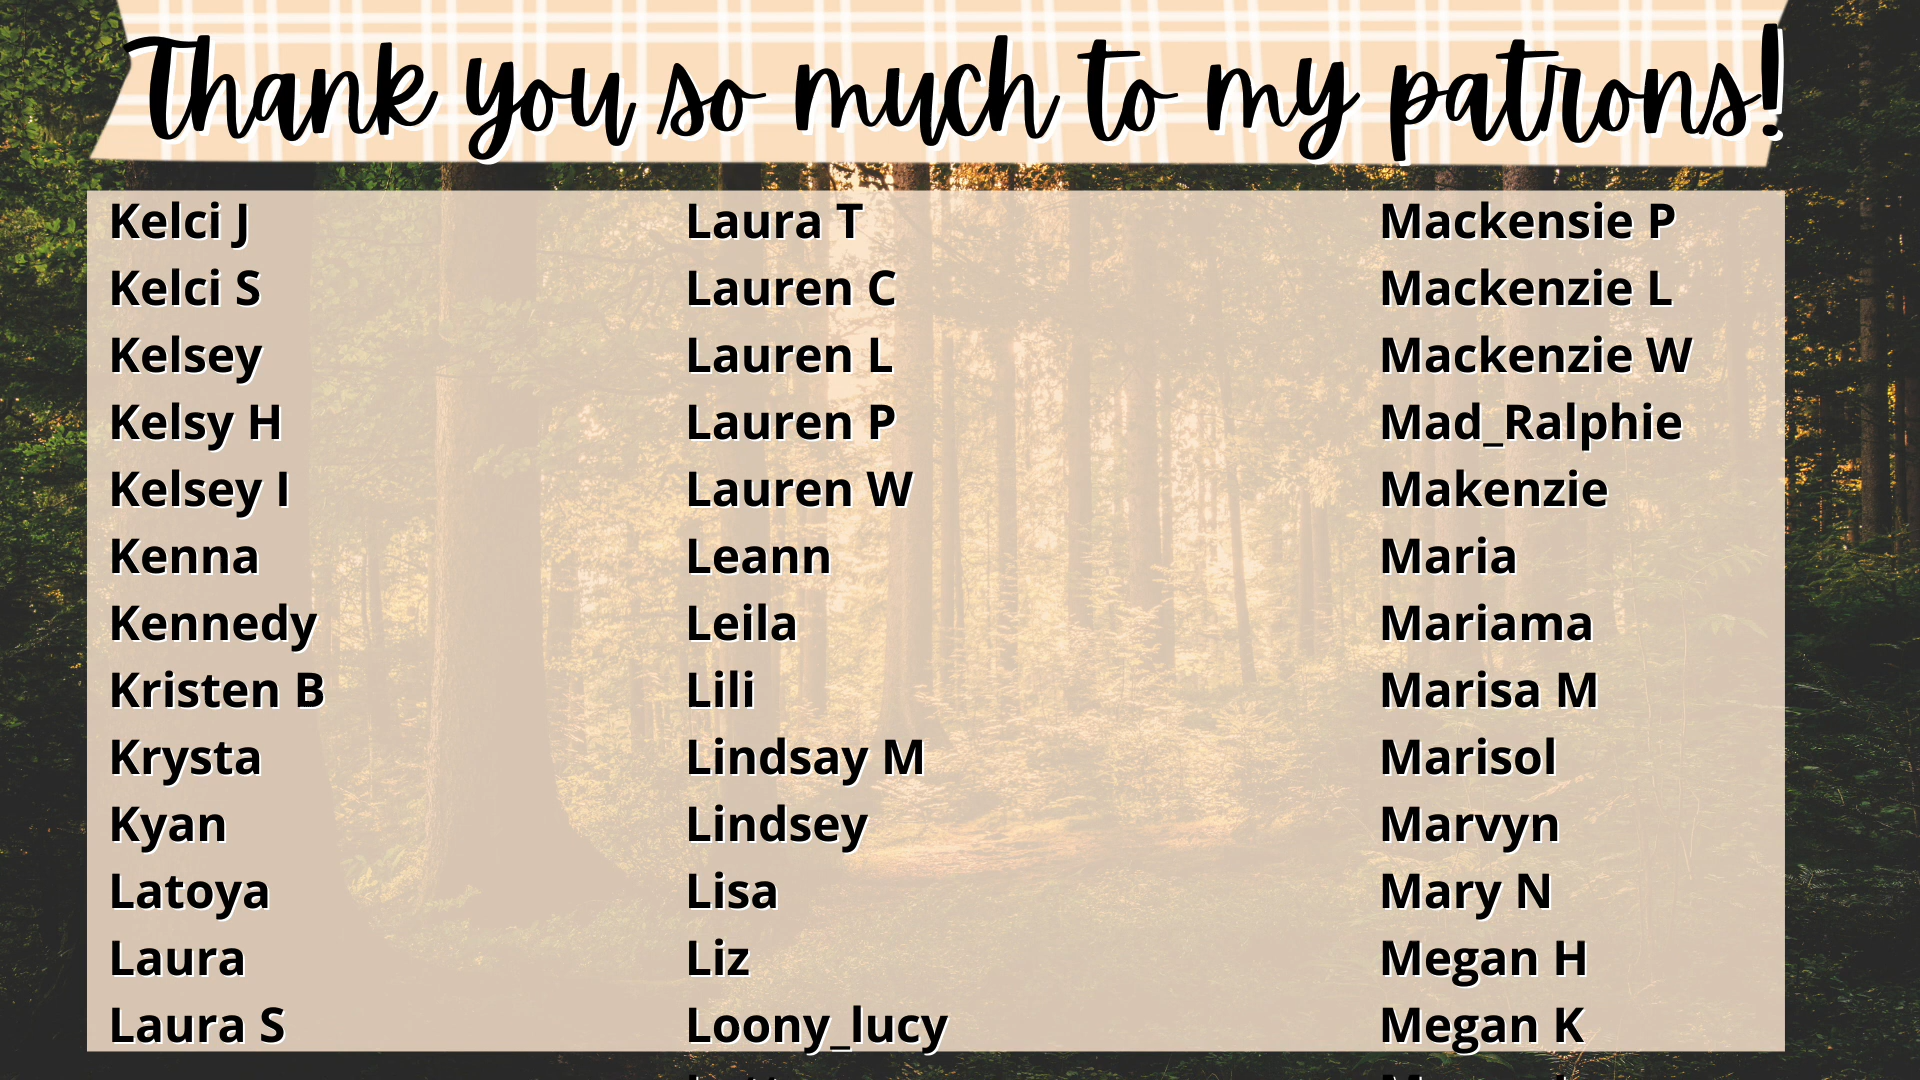 Thank you so much to my patrons!
Kelci J
Kelci S
Kelsey
Kelsy H
Kelsey I
Kenna
Kennedy
Kristen B
Krysta
Kyan
Latoya
Laura
Laura S
Laura T
Lauren C
Lauren L
Lauren P
Lauren W
Leann
Leila
Lili
Lindsay M
Lindsey
Lisa
Liz
Loony_lucy
Mackensie P
Mackenzie L
Mackenzie W
Mad_Ralphie
Makenzie
Maria
Mariama
Marisa M
Marisol
Marvyn
Mary N
Megan H
Megan K